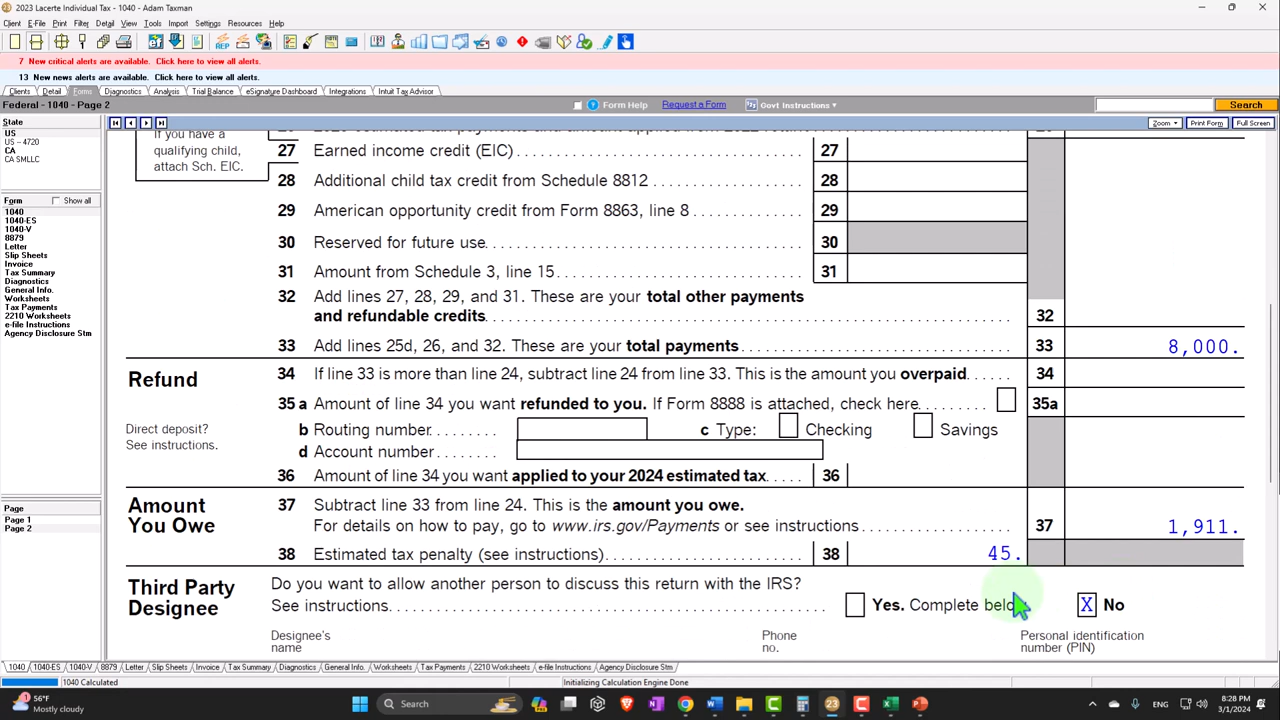 2023 Lacerte Individual Tax - 1040 - Adam Taxman
Client E-File Print Filter Detail View Tools Import Settings Resources Help
7 New critical alerts are available. Click here to view all alerts.
13 New news alerts are available. Click here to view all alerts.
Clients Detail Forms Diagnostics Analysis Trial Balance eSignature Dashboard Integrations Intuit Tax Advisor
Federal - 1040 - Page 2
Form Help Request a Form Govt Instructions Search
Zoom Print Form Full Screen
State
US
US - 4720
CA
CA SMLLC
Form Show all
1040
1040-ES
1040-V
8879
Letter
Slip Sheets
Invoice
Tax Summary
Diagnostics
General Info.
Worksheets
Tax Payments
2210 Worksheets
e-file Instructions
Agency Disclosure Stm
Page
Page 1
Page 2
If you have a
qualifying child,
attach Sch. EIC.
27 Earned income credit (EIC) 27
28 Additional child tax credit from Schedule 8812 28
29 American opportunity credit from Form 8863, line 8 29
30 Reserved for future use 30
31 Amount from Schedule 3, line 15 31
32 Add lines 27, 28, 29, and 31. These are your total other payments
and refundable credits 32
33 Add lines 25d, 26, and 32. These are your total payments 33 8,000.
Refund
34 If line 33 is more than line 24, subtract line 24 from line 33. This is the amount you overpaid 34
35a Amount of line 34 you want refunded to you. If Form 8888 is attached, check here 35a
Direct deposit?
See instructions.
b Routing number c Type: Checking Savings
d Account number
36 Amount of line 34 you want applied to your 2024 estimated tax 36
Amount
You Owe
37 Subtract line 33 from line 24. This is the amount you owe.
For details on how to pay, go to www.irs.gov/Payments or see instructions 37 1,911.
38 Estimated tax penalty (see instructions) 38 45.
Third Party
Designee
Do you want to allow another person to discuss this return with the IRS?
See instructions Yes. Complete below X No
Designee's
name
Phone
no.
Personal identification
number (PIN)
1040 1040-ES 1040-V 8879 Letter Slip Sheets Invoice Tax Summary Diagnostics General Info. Worksheets Tax Payments 2210 Worksheets e-file Instructions Agency Disclosure Stm
1040 Calculated Initializing Calculation Engine Done
56°F
Mostly cloudy
Search
23
ENG
8:28 PM
3/1/2024